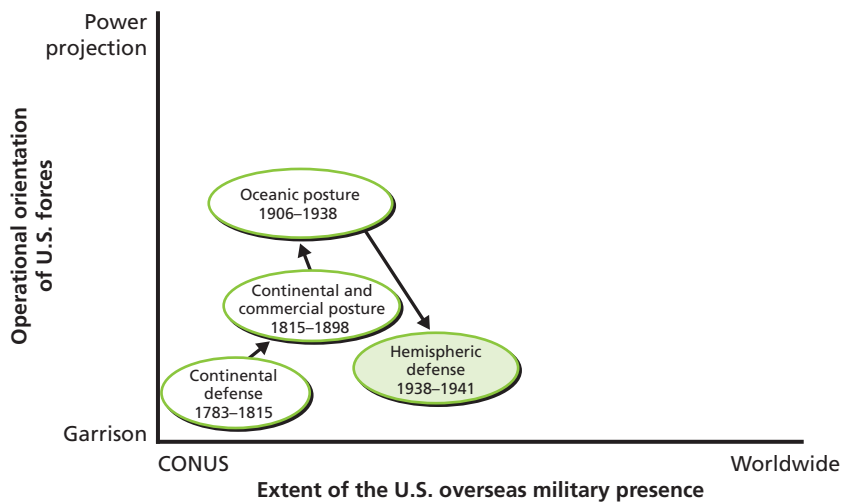 Power
projection
Operational orientation
of U.S. forces
Oceanic posture
1906–1938
Continental and
commercial posture
1815–1898
Hemispheric
defense
1938–1941
Continental
defense
1783–1815
Garrison
CONUS
Worldwide
Extent of the U.S. overseas military presence